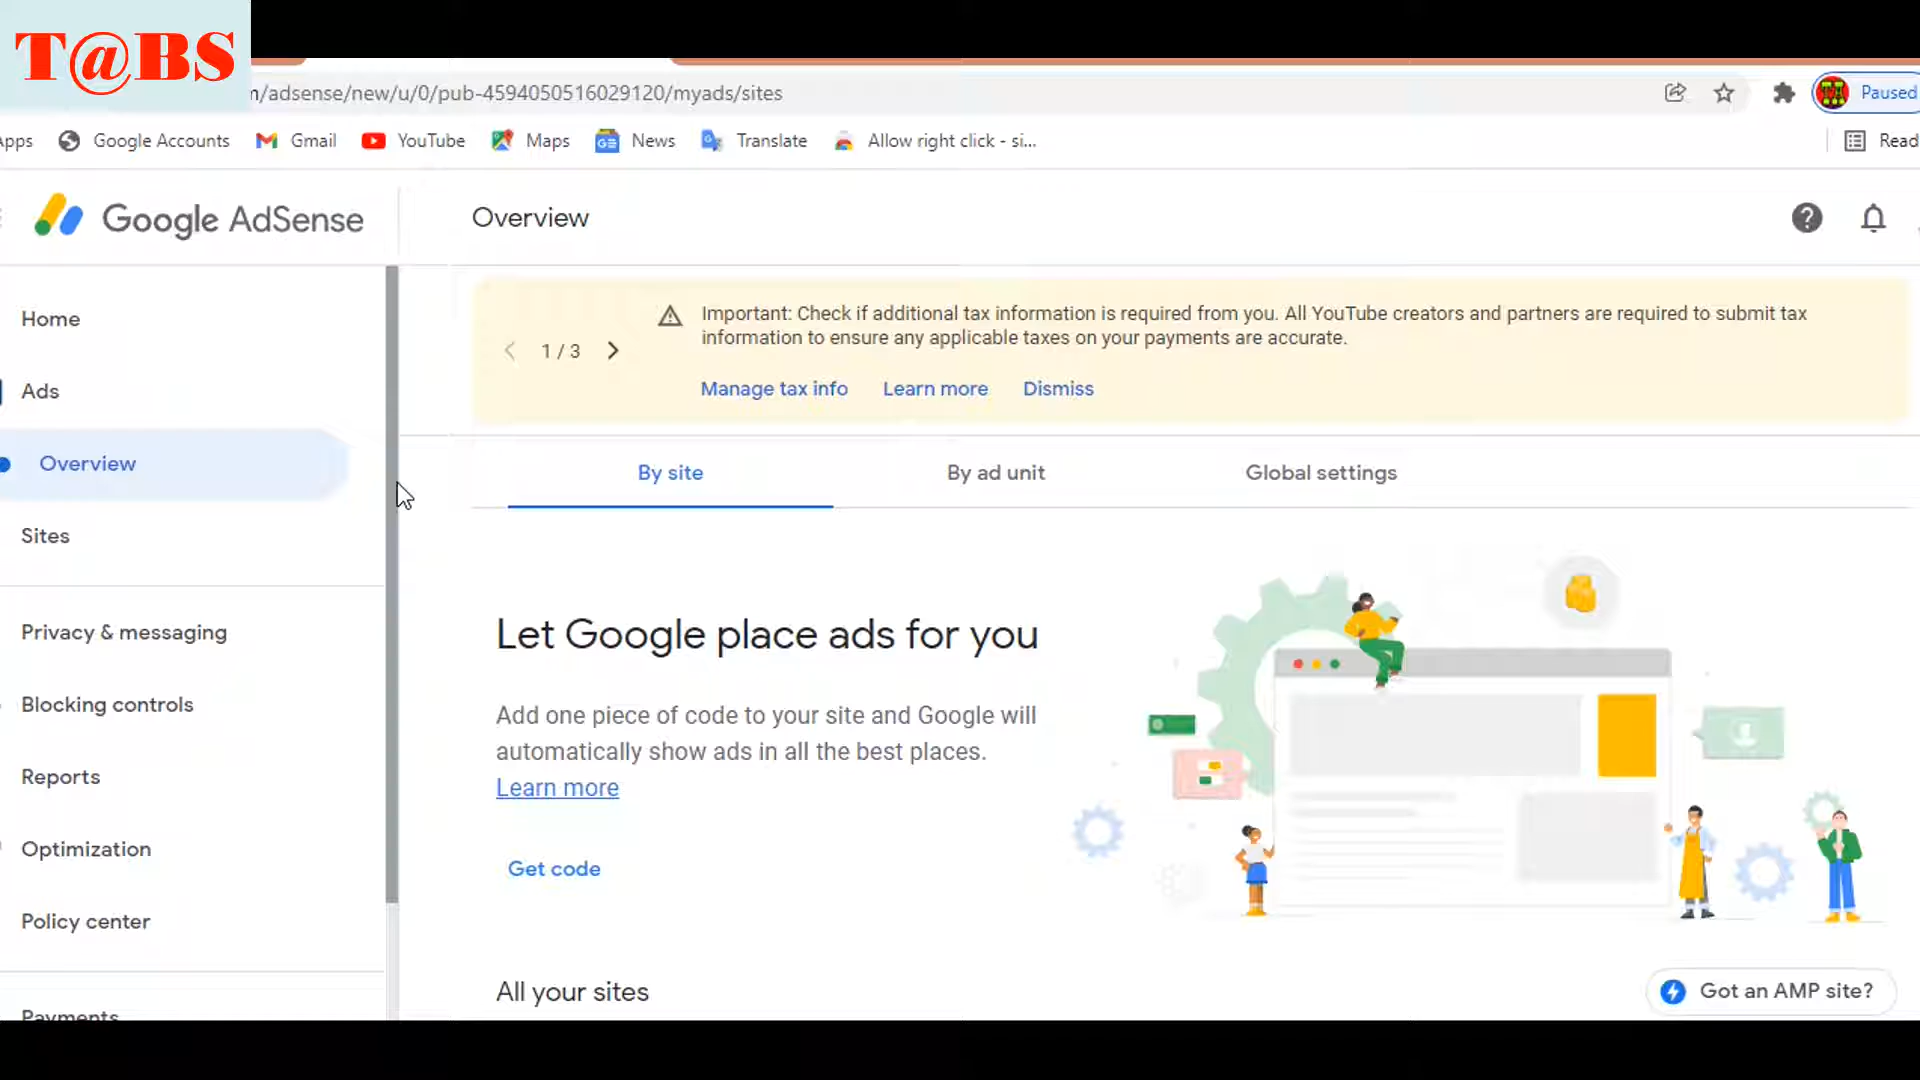 T@BS
m/adsense/new/u/0/pub-4594050516029120/myads/sites
Paused
Apps
Google Accounts
Gmail
YouTube
Maps
News
Translate
Allow right click - si...
Read
Google AdSense
Overview
Home
Ads
Overview
Sites
Privacy & messaging
Blocking controls
Reports
Optimization
Policy center
Payments
1 / 3
Important: Check if additional tax information is required from you. All YouTube creators and partners are required to submit tax
information to ensure any applicable taxes on your payments are accurate.
Manage tax info
Learn more
Dismiss
By site
By ad unit
Global settings
Let Google place ads for you
Add one piece of code to your site and Google will
automatically show ads in all the best places.
Learn more
Get code
All your sites
Got an AMP site?